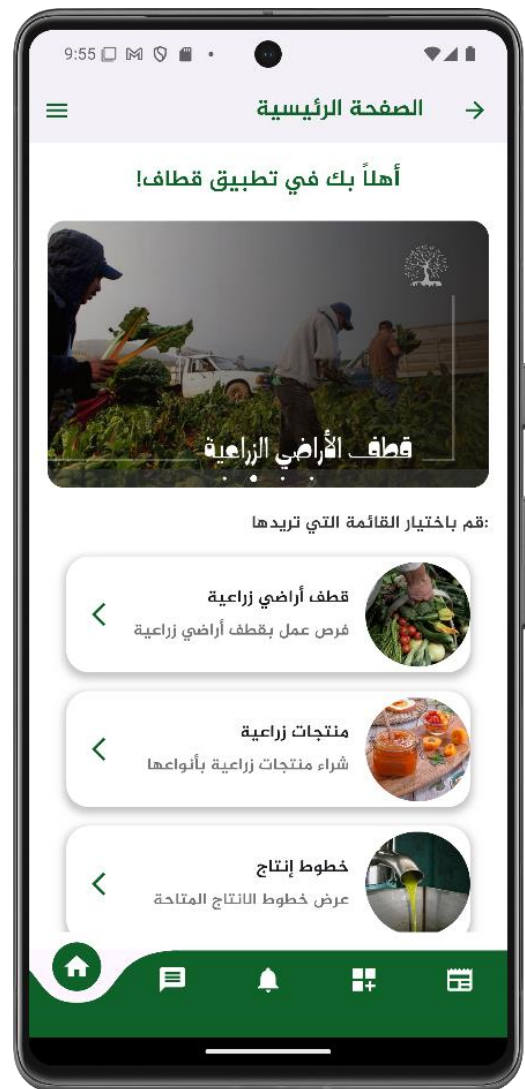 9:55
الصفحة الرئيسية
أهلاً بك في تطبيق قطاف!
قطف الأراضي الزراعية
قم باختيار القائمة التي تريدها:
قطف أراضي زراعية
فرص عمل بقطف أراضي زراعية
منتجات زراعية
شراء منتجات زراعية بأنواعها
خطوط إنتاج
عرض خطوط الانتاج المتاحة